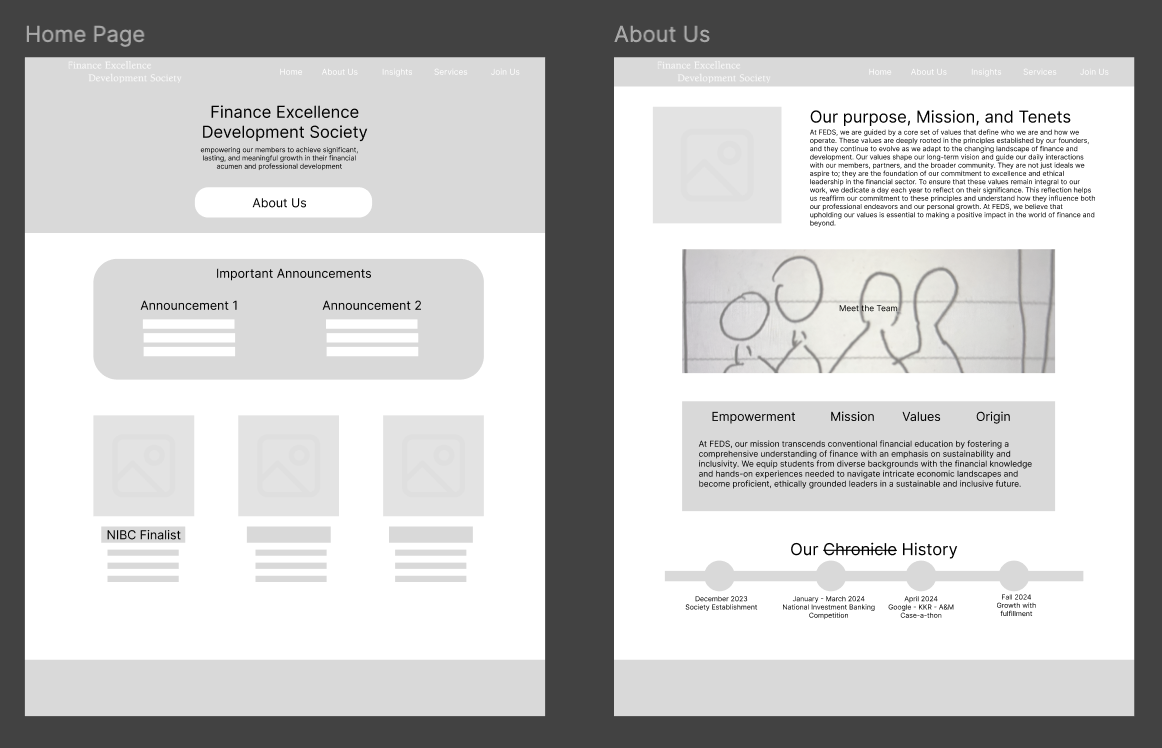 Home Page
Finance Excellence
Development Society
Home About Us Insights Services Join Us
Finance Excellence
Development Society
empowering our members to achieve significant,
lasting, and meaningful growth in their financial
acumen and professional development
About Us
Important Announcements
Announcement 1 Announcement 2
NIBC Finalist
About Us
Finance Excellence
Development Society
Home About Us Insights Services Join Us
Our purpose, Mission, and Tenets
At FEDS, we are guided by a core set of values that define who we are and how we
operate. These values are deeply rooted in the principles established by our founders,
and they continue to evolve as we adapt to the changing landscape of finance and
development. Our values shape our long-term vision and guide our daily interactions
with our members, partners, and the broader community. They are not just ideals we
aspire to; they are the foundation of our commitment to excellence and ethical
leadership in the financial sector. To ensure that these values remain integral to our
work, we dedicate a day each year to reflect on their significance. This reflection helps
us reaffirm our commitment to these principles and understand how they influence both
our professional endeavors and our personal growth. At FEDS, we believe that
upholding our values is essential to making a positive impact in the world of finance and
beyond.
Meet the Team
Empowerment Mission Values Origin
At FEDS, our mission transcends conventional financial education by fostering a
comprehensive understanding of finance with an emphasis on sustainability and
inclusivity. We equip students from diverse backgrounds with the financial knowledge
and hands-on experiences needed to navigate intricate economic landscapes and
become proficient, ethically grounded leaders in a sustainable and inclusive future.
Our Chronicle History
December 2023
Society Establishment
January - March 2024
National Investment Banking
Competition
April 2024
Google - KKR - A&M
Case-a-thon
Fall 2024
Growth with
fulfillment